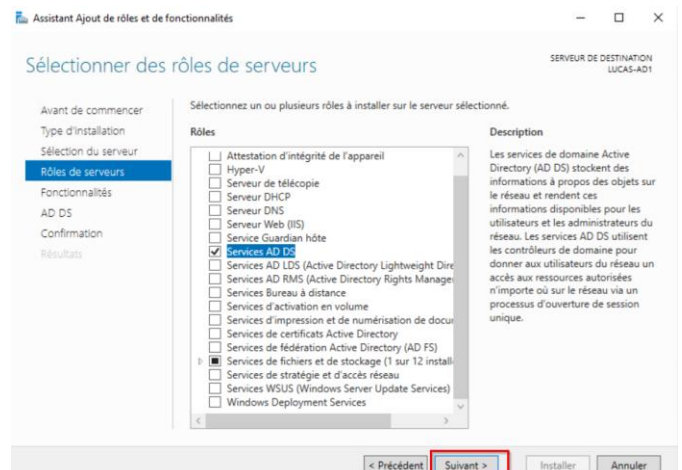 Assistant Ajout de rôles et de fonctionnalités
Sélectionner des rôles de serveurs
SERVEUR DE DESTINATION
LUCAS-AD1
Avant de commencer
Type d'installation
Sélection du serveur
Rôles de serveurs
Fonctionnalités
AD DS
Confirmation
Résultats
Sélectionnez un ou plusieurs rôles à installer sur le serveur sélectionné.
Rôles
Attestation d'intégrité de l'appareil
Hyper-V
Serveur de télécopie
Serveur DHCP
Serveur DNS
Serveur Web (IIS)
Service Guardian hôte
Services AD DS
Services AD LDS (Active Directory Lightweight Dire
Services AD RMS (Active Directory Rights Manage
Services Bureau à distance
Services d'activation en volume
Services d'impression et de numérisation de docu
Services de certificats Active Directory
Services de fédération Active Directory (AD FS)
Services de fichiers et de stockage (1 sur 12 install
Services de stratégie et d'accès réseau
Services WSUS (Windows Server Update Services)
Windows Deployment Services
Description
Les services de domaine Active
Directory (AD DS) stockent des
informations à propos des objets sur
le réseau et rendent ces
informations disponibles pour les
utilisateurs et les administrateurs du
réseau. Les services AD DS utilisent
les contrôleurs de domaine pour
donner aux utilisateurs du réseau un
accès aux ressources autorisées
n'importe où sur le réseau via un
processus d'ouverture de session
unique.
< Précédent
Suivant >
Installer
Annuler